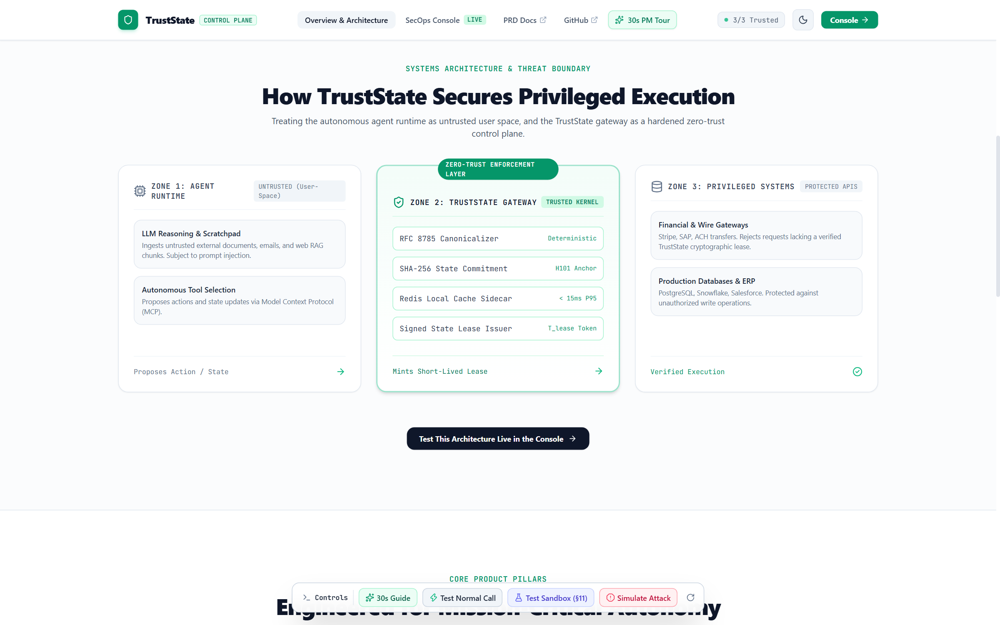 TrustState
CONTROL PLANE
Overview & Architecture
SecOps Console
LIVE
PRD Docs
GitHub
30s PM Tour
3/3 Trusted
Console
SYSTEMS ARCHITECTURE & THREAT BOUNDARY
How TrustState Secures Privileged Execution
Treating the autonomous agent runtime as untrusted user space, and the TrustState gateway as a hardened zero-trust
control plane.
ZONE 1: AGENT
RUNTIME
UNTRUSTED (User-
Space)
LLM Reasoning & Scratchpad
Ingests untrusted external documents, emails, and web RAG
chunks. Subject to prompt injection.
Autonomous Tool Selection
Proposes actions and state updates via Model Context Protocol
(MCP).
Proposes Action / State
ZERO-TRUST ENFORCEMENT
LAYER
ZONE 2: TRUSTSTATE GATEWAY
TRUSTED KERNEL
RFC 8785 Canonicalizer
Deterministic
SHA-256 State Commitment
H101 Anchor
Redis Local Cache Sidecar
< 15ms P95
Signed State Lease Issuer
T_lease Token
Mints Short-Lived Lease
ZONE 3: PRIVILEGED SYSTEMS
PROTECTED APIS
Financial & Wire Gateways
Stripe, SAP, ACH transfers. Rejects requests lacking a verified
TrustState cryptographic lease.
Production Databases & ERP
PostgreSQL, Snowflake, Salesforce. Protected against
unauthorized write operations.
Verified Execution
Test This Architecture Live in the Console
CORE PRODUCT PILLARS
Engineered for Mission-Critical Autonomy
Controls
30s Guide
Test Normal Call
Test Sandbox (§11)
Simulate Attack